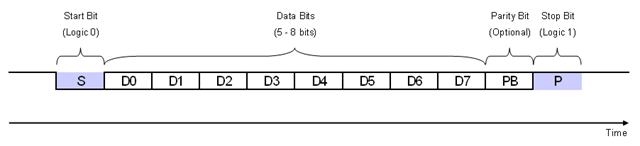 Start Bit Data Bits Parity Bit Stop Bit
(Logic 0) (5 - 8 bits) (Optional) (Logic 1)
S D0 D1 D2 D3 D4 D5 D6 D7 PB P
Time